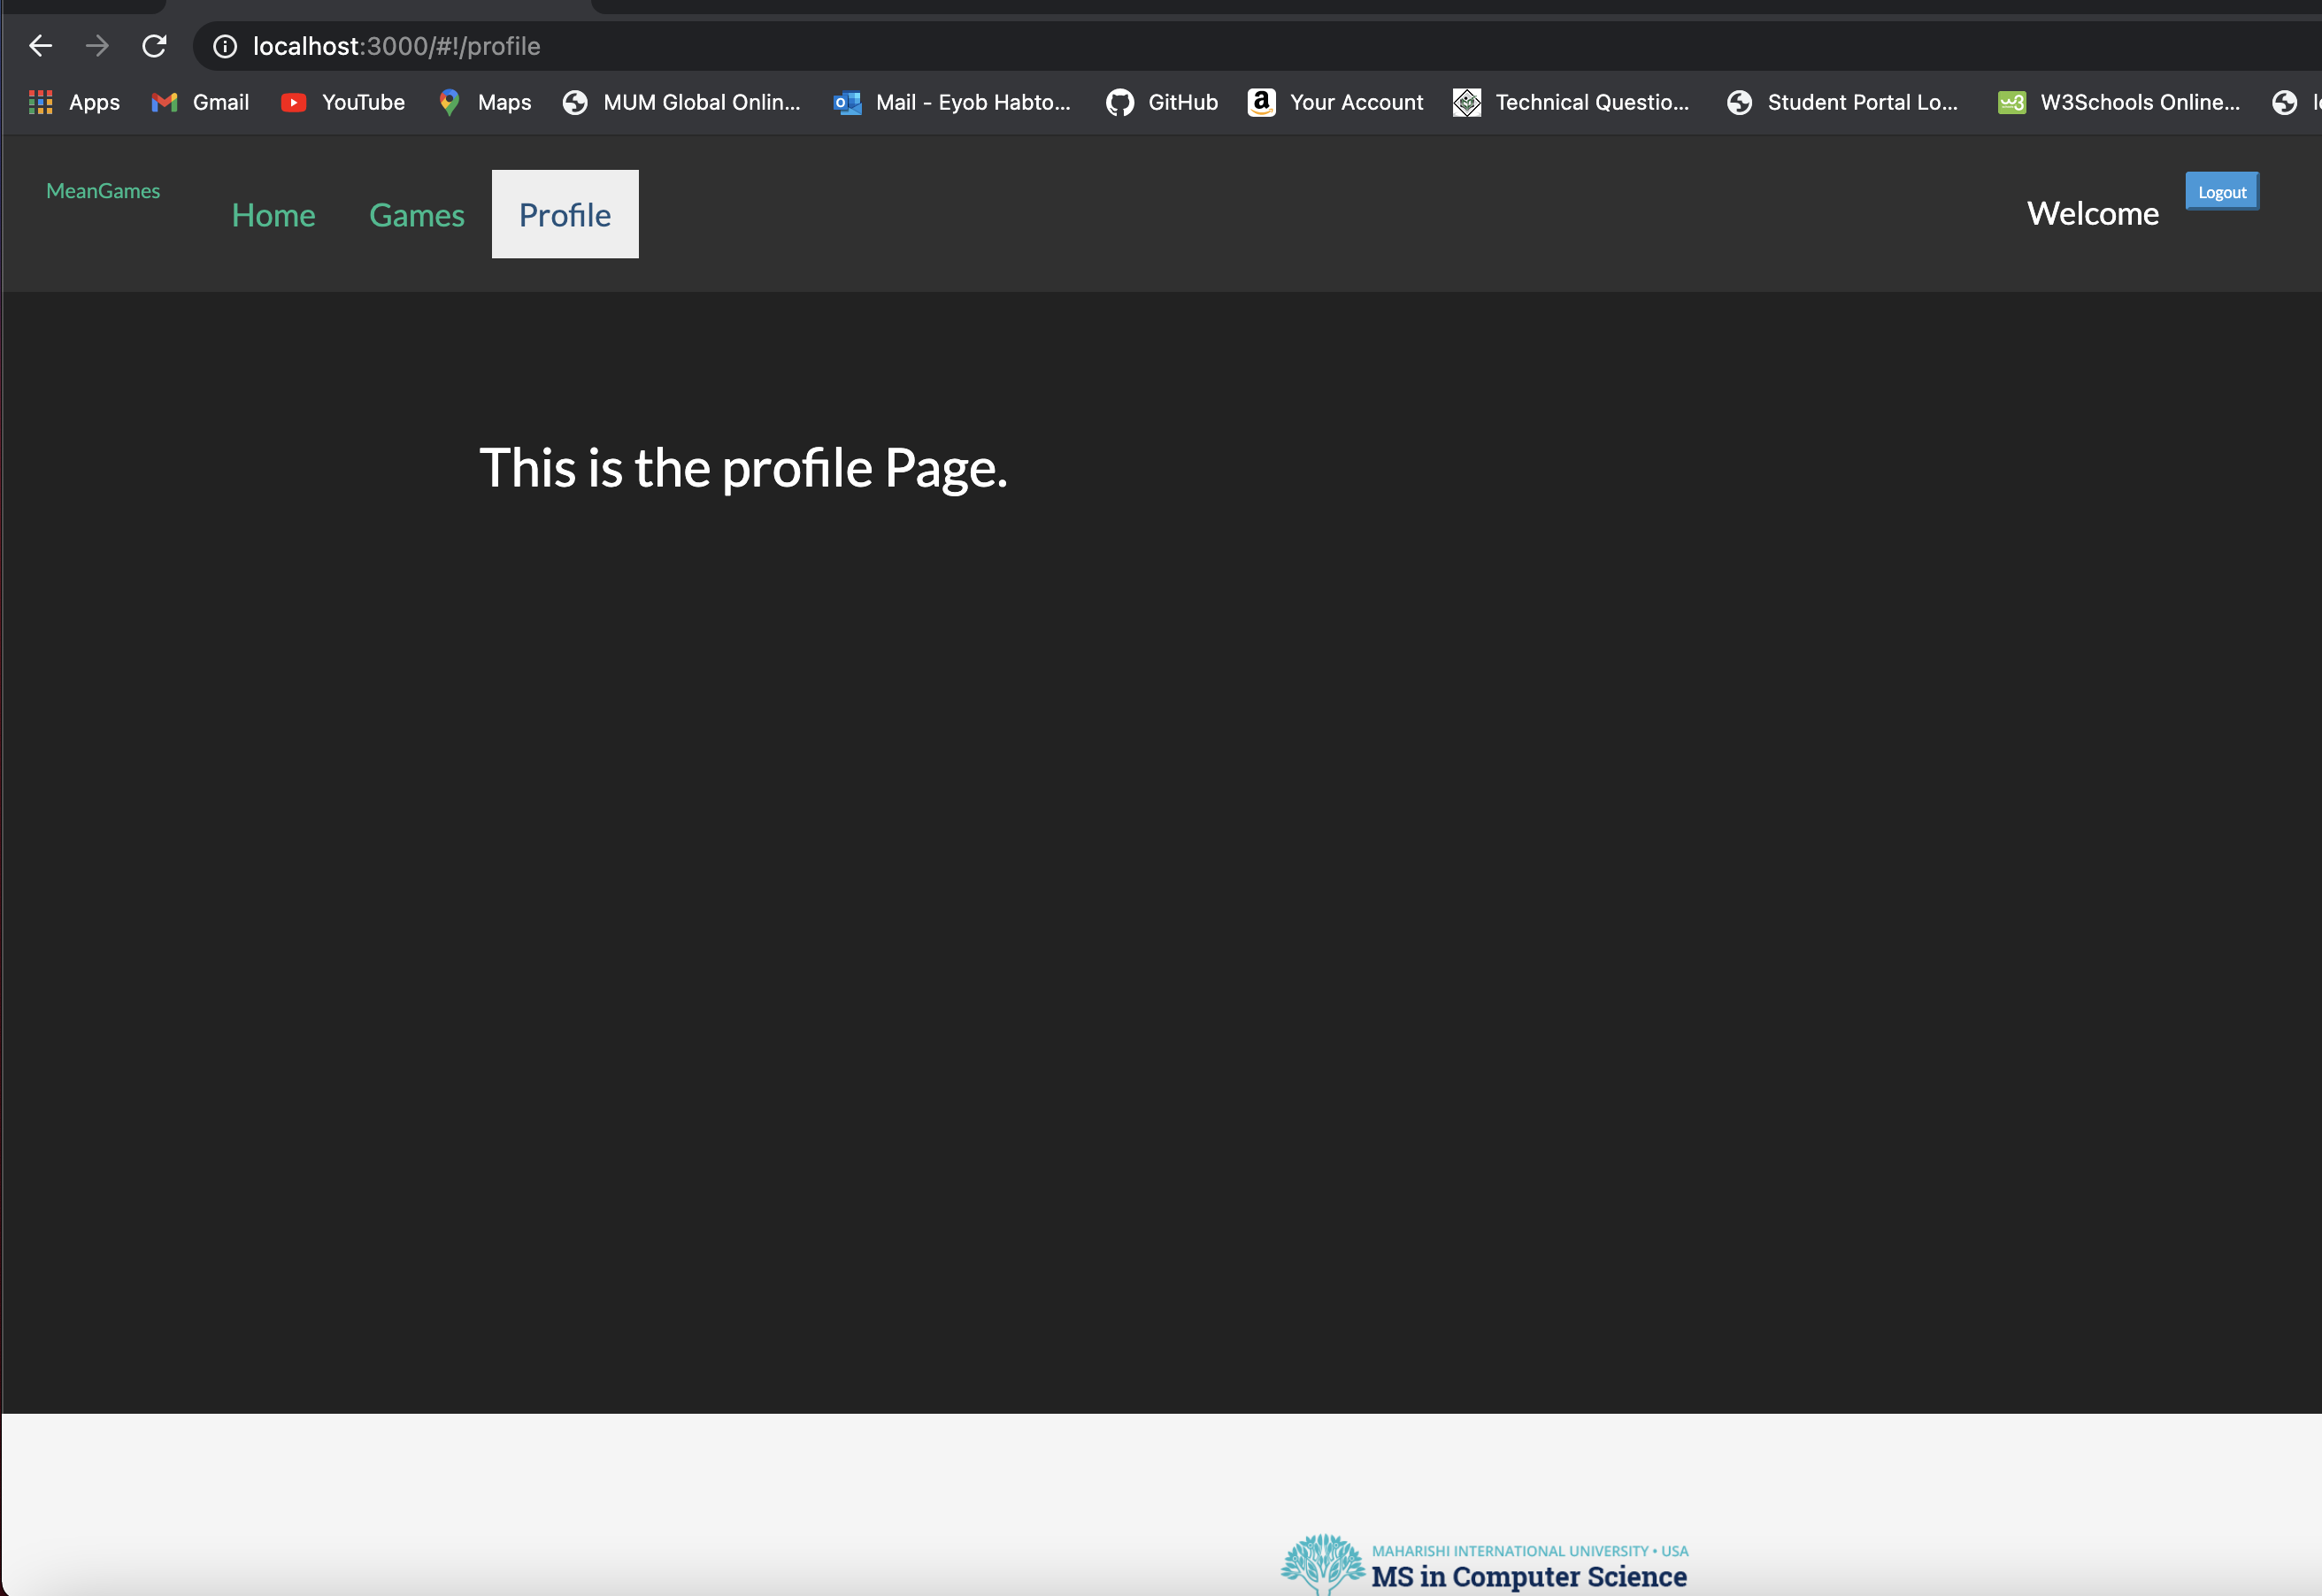 localhost:3000/#!/profile
Apps Gmail YouTube Maps MUM Global Onlin... Mail - Eyob Habto... GitHub Your Account Technical Questio... Student Portal Lo... W3Schools Online...
MeanGames Home Games Profile Welcome Logout
This is the profile Page.
MAHARISHI INTERNATIONAL UNIVERSITY • USA
MS in Computer Science